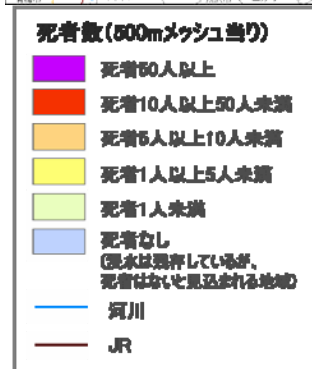 死者数(500mメッシュ当り)
死者50人以上
死者10人以上50人未満
死者5人以上10人未満
死者1人以上5人未満
死者1人未満
死者なし
(浸水は残存しているが、
死者はないと見込まれる地域)
河川
JR